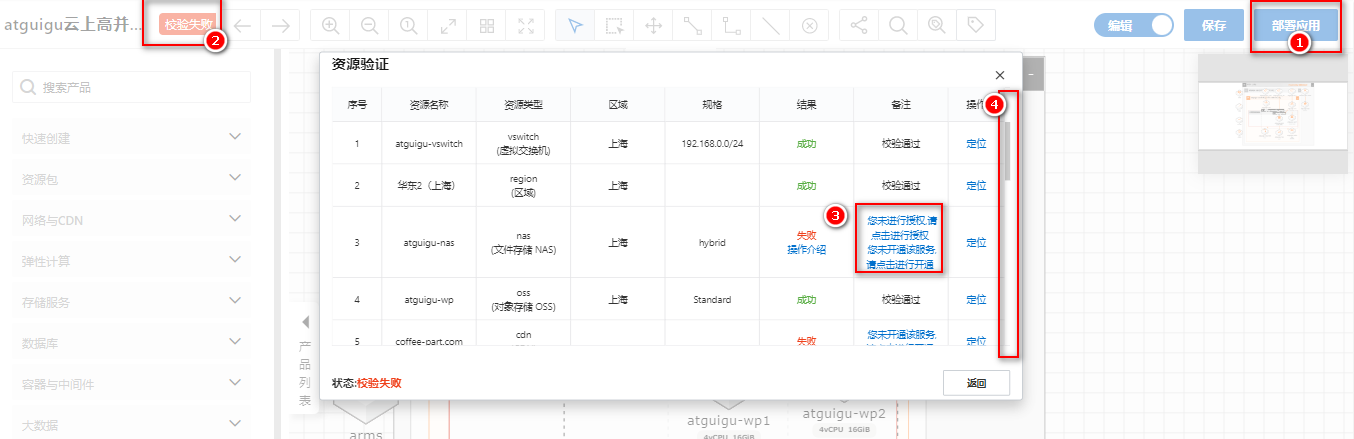 atguigu云上高并...
校验失败
2
编辑
保存
部署应用
1
搜索产品
快速创建
资源包
网络与CDN
弹性计算
存储服务
数据库
容器与中间件
大数据
产品列表
资源验证
4
序号 资源名称 资源类型 区域 规格 结果 备注 操作
1 atguigu-vswitch vswitch (虚拟交换机) 上海 192.168.0.0/24 成功 校验通过 定位
2 华东2（上海） region (区域) 上海 成功 校验通过 定位
3
3 atguigu-nas nas (文件存储 NAS) 上海 hybrid 失败 操作介绍 您未进行授权,请点击进行授权 您未开通该服务,请点击进行开通 定位
4 atguigu-wp oss (对象存储 OSS) 上海 Standard 成功 校验通过 定位
5 coffee-part.com cdn 失败 您未开通该服务, 定位
状态:校验失败
返回
arms
atguigu-wp1
4vCPU 16GiB
atguigu-wp2
4vCPU 16GiB